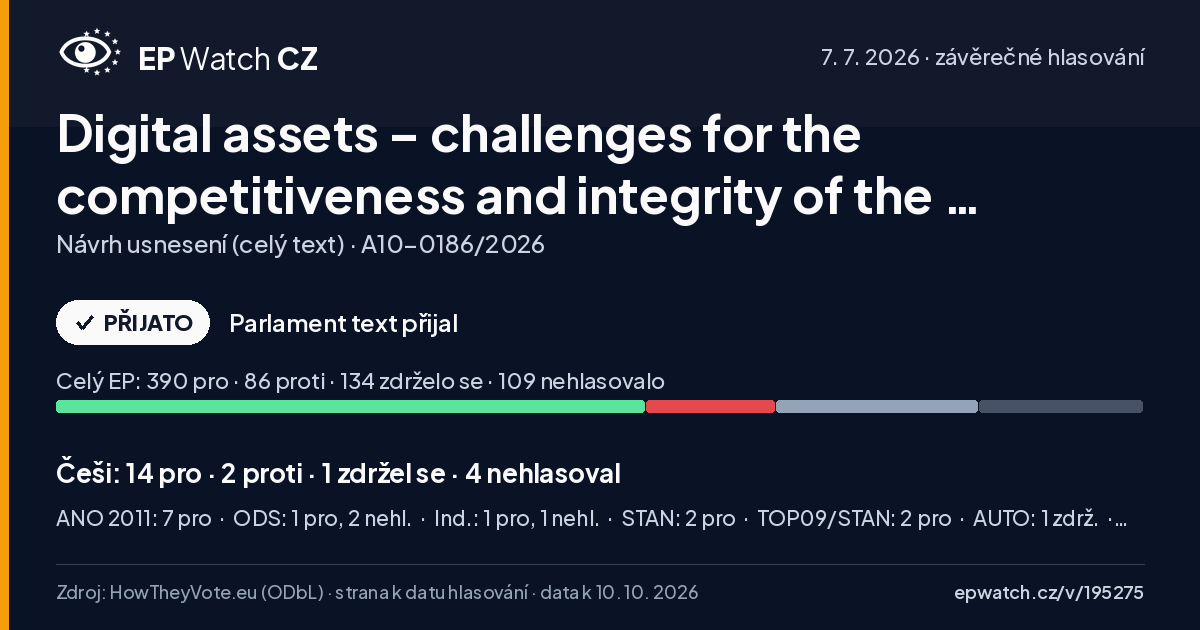 EP Watch CZ
7. 7. 2026 · závěrečné hlasování
Digital assets – challenges for the
competitiveness and integrity of the …
Návrh usnesení (celý text) · A10–0186/2026
✓ PŘIJATO
Parlament text přijal
Celý EP: 390 pro · 86 proti · 134 zdrželo se · 109 nehlasovalo
Češi: 14 pro · 2 proti · 1 zdržel se · 4 nehlasoval
ANO 2011: 7 pro · ODS: 1 pro, 2 nehl. · Ind.: 1 pro, 1 nehl. · STAN: 2 pro · TOP09/STAN: 2 pro · AUTO: 1 zdrž. ·…
Zdroj: HowTheyVote.eu (ODbL) · strana k datu hlasování · data k 10. 10. 2026
epwatch.cz/v/195275